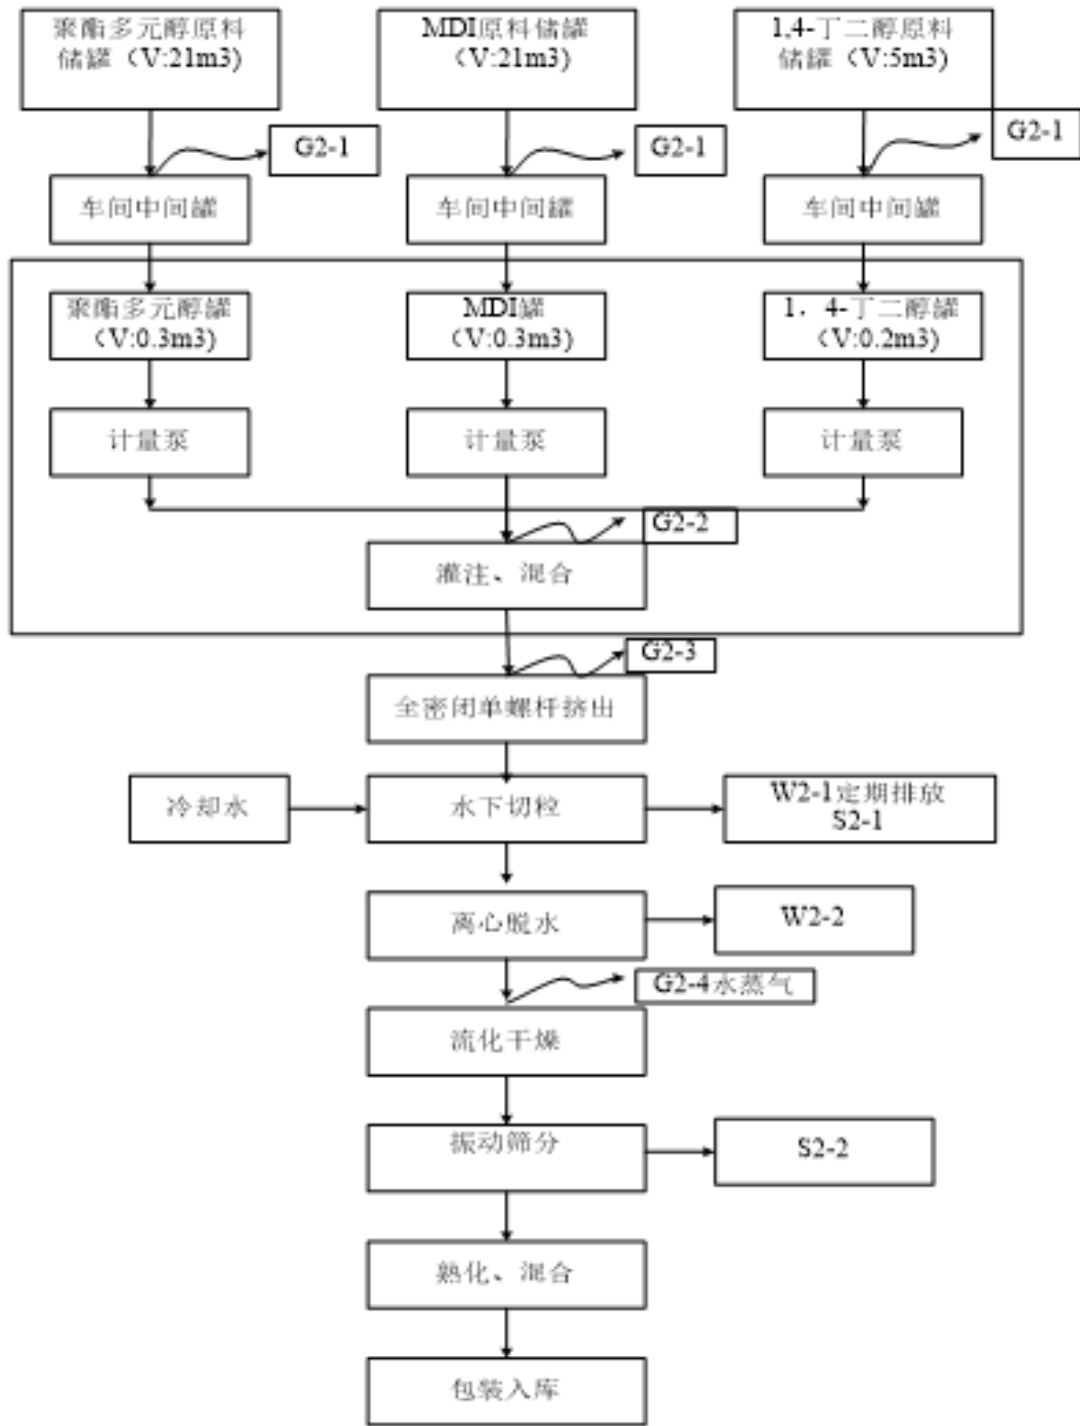 聚酯多元醇原料
储罐（V:21m3)
MDI原料储罐
（V:21m3)
1,4-丁二醇原料
储罐（V:5m3)
G2-1
G2-1
G2-1
车间中间罐
车间中间罐
车间中间罐
聚酯多元醇罐
（V:0.3m3)
MDI罐
（V:0.3m3)
1，4-丁二醇罐
（V:0.2m3)
计量泵
计量泵
计量泵
G2-2
灌注、混合
G2-3
全密闭单螺杆挤出
冷却水
水下切粒
W2-1定期排放
S2-1
离心脱水
W2-2
G2-4水蒸气
流化干燥
振动筛分
S2-2
熟化、混合
包装入库